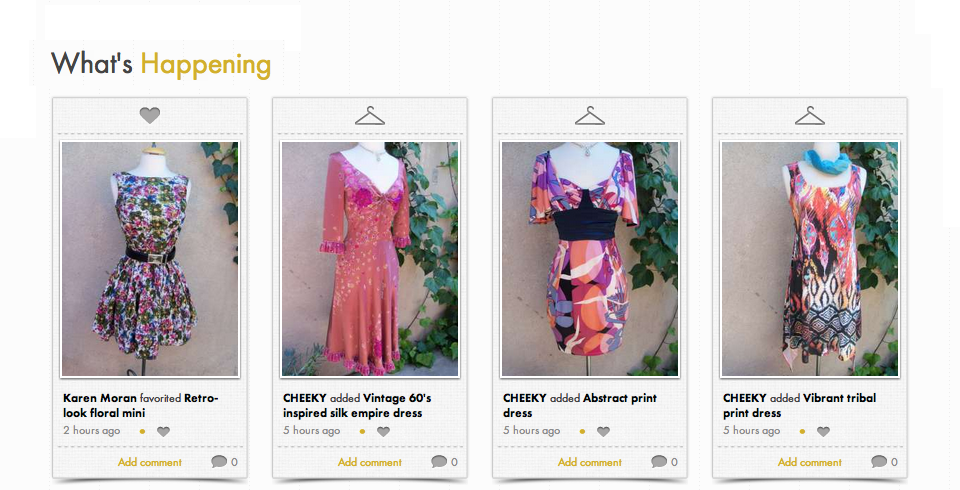 What's Happening
Karen Moran favorited Retro-
look floral mini
2 hours ago
Add comment
0
CHEEKY added Vintage 60's
inspired silk empire dress
5 hours ago
Add comment
0
CHEEKY added Abstract print
dress
5 hours ago
Add comment
0
CHEEKY added Vibrant tribal
print dress
5 hours ago
Add comment
0